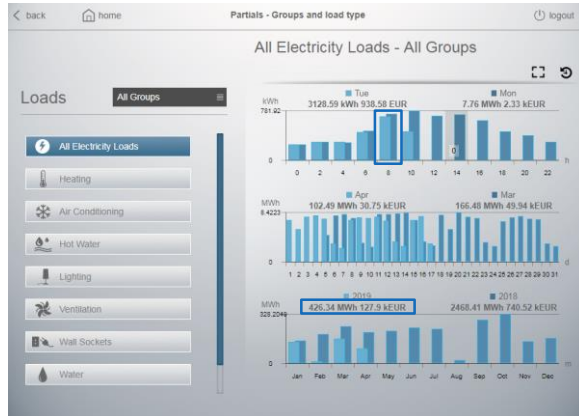 back home Partials - Groups and load type logout
All Electricity Loads - All Groups
Loads All Groups
All Electricity Loads
Heating
Air Conditioning
Hot Water
Lighting
Ventilation
Wall Sockets
Water
kWh Tue Mon
3128.59 kWh 938.58 EUR 7.76 MWh 2.33 kEUR
781.92
0
0
0 2 4 6 8 10 12 14 16 18 20 22 h
MWh Apr Mar
102.49 MWh 30.75 kEUR 166.48 MWh 49.94 kEUR
8.4223
0
1 2 3 4 5 6 7 8 9 10 11 12 13 14 15 16 17 18 19 20 21 22 23 24 25 26 27 28 29 30 31 d
MWh 2019 2018
426.34 MWh 127.9 kEUR 2468.41 MWh 740.52 kEUR
328.2048
0
Jan Feb Mar Apr May Jun Jul Aug Sep Oct Nov Dec m